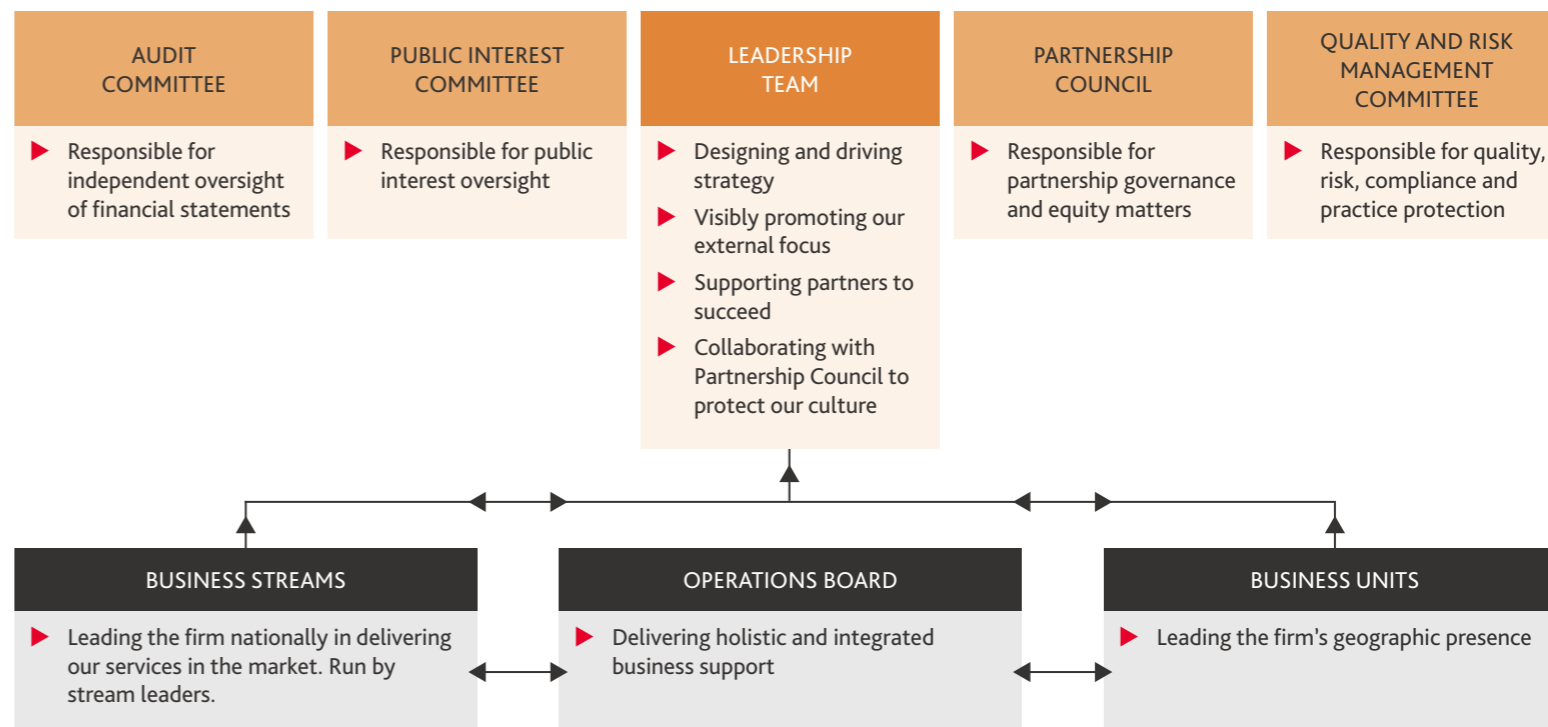 AUDIT
COMMITTEE
Responsible for
independent oversight
of financial statements
PUBLIC INTEREST
COMMITTEE
Responsible for public
interest oversight
LEADERSHIP
TEAM
Designing and driving
strategy
Visibly promoting our
external focus
Supporting partners to
succeed
Collaborating with
Partnership Council to
protect our culture
PARTNERSHIP
COUNCIL
Responsible for
partnership governance
and equity matters
QUALITY AND RISK
MANAGEMENT
COMMITTEE
Responsible for quality,
risk, compliance and
practice protection
BUSINESS STREAMS
Leading the firm nationally in delivering
our services in the market. Run by
stream leaders.
OPERATIONS BOARD
Delivering holistic and integrated
business support
BUSINESS UNITS
Leading the firm's geographic presence